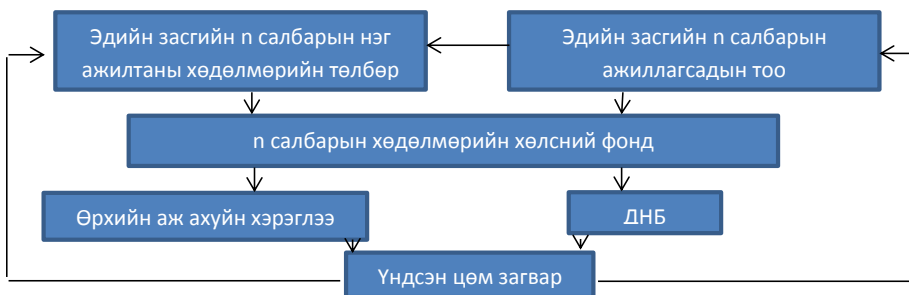 Эдийн засгийн n салбарын нэг
ажилтаны хөдөлмөрийн төлбөр
Эдийн засгийн n салбарын
ажиллагсадын тоо
n салбарын хөдөлмөрийн хөлсний фонд
Өрхийн аж ахуйн хэрэглээ
ДНБ
Үндсэн цөм загвар